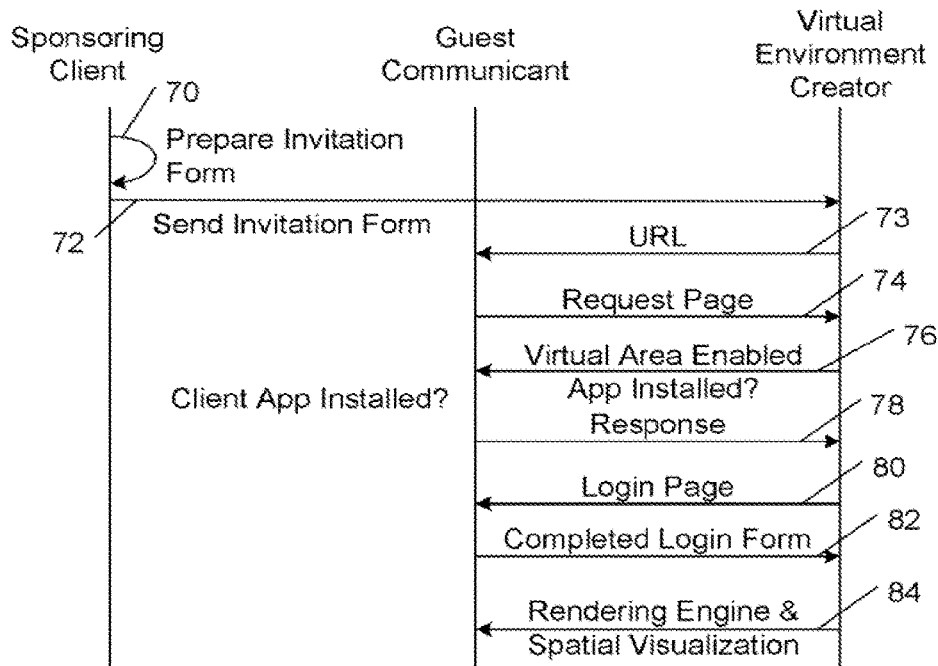 Sponsoring
Client
Guest
Communicant
Virtual
Environment
Creator
70
Prepare Invitation
Form
72
Send Invitation Form
73
URL
74
Request Page
76
Virtual Area Enabled
App Installed?
Client App Installed?
78
Response
80
Login Page
82
Completed Login Form
84
Rendering Engine &
Spatial Visualization